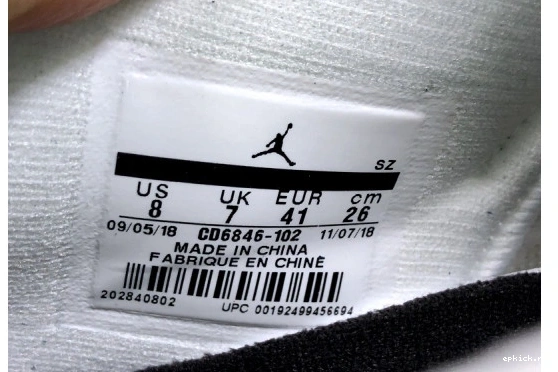 SZ
US UK EUR cm
8 7 41 26
09/05/18 CD6846-102 11/07/18
MADE IN CHINA
FABRIQUE EN CHINE
202840802
UPC 00192499456694